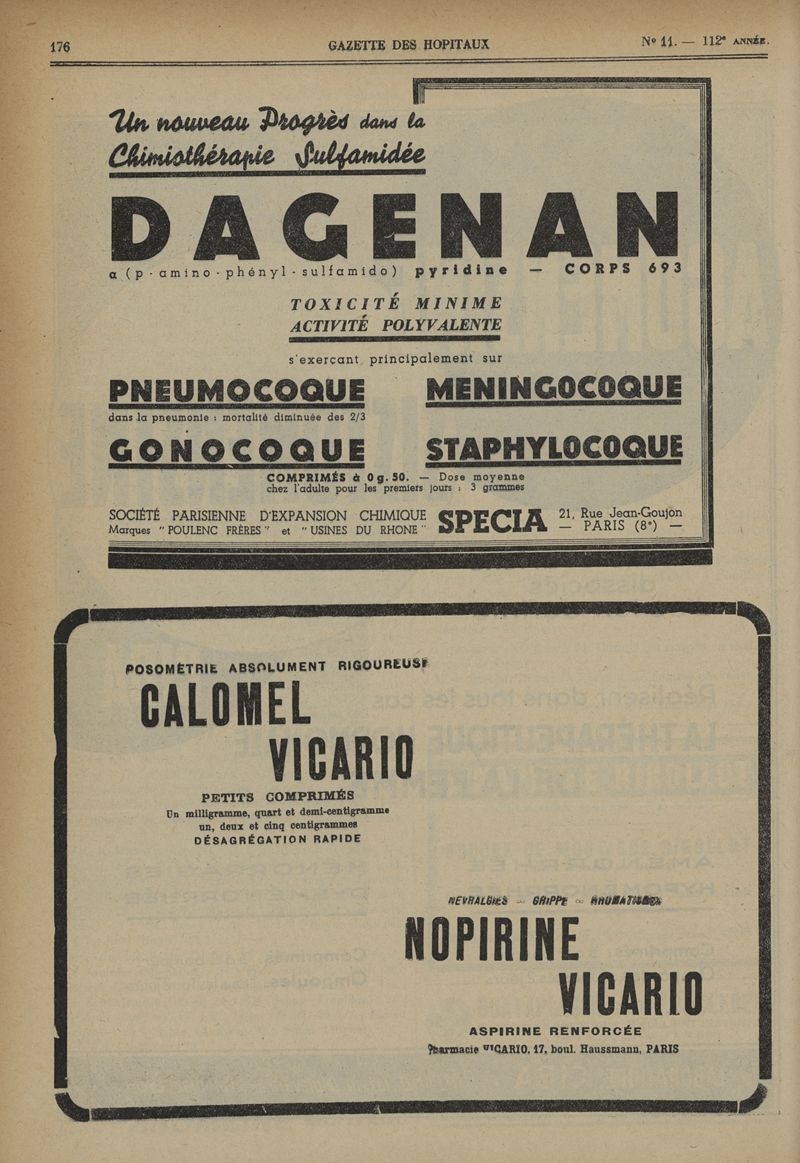 176
GAZETTE DES HOPITAUX
Nº 11. — 112e ANNÉE.
Un nouveau Progrès dans la
Chimiothérapie Sulfamidée
DAGENAN
a (p-amino-phényl-sulfamido) pyridine — CORPS 693
TOXICITÉ MINIME
ACTIVITÉ POLYVALENTE
s'exerçant principalement sur
PNEUMOCOQUE MENINGOCOQUE
dans la pneumonie : mortalité diminuée des 2/3
GONOCOQUE STAPHYLOCOQUE
COMPRIMÉS à 0 g. 50. — Dose moyenne
chez l'adulte pour les premiers jours : 3 grammes
SOCIÉTÉ PARISIENNE D'EXPANSION CHIMIQUE
Marques "POULENC FRÈRES" et "USINES DU RHONE"
SPECIA
21, Rue Jean-Goujon
— PARIS (8e) —
POSOMÉTRIE ABSOLUMENT RIGOUREUSE
CALOMEL
VICARIO
PETITS COMPRIMÉS
Un milligramme, quart et demi-centigramme
un, deux et cinq centigrammes
DÉSAGRÉGATION RAPIDE
NEVRALGIES - GRIPPE - RHUMATISMES
NOPIRINE
VICARIO
ASPIRINE RENFORCÉE
Pharmacie VICARIO, 17, boul. Haussmann, PARIS